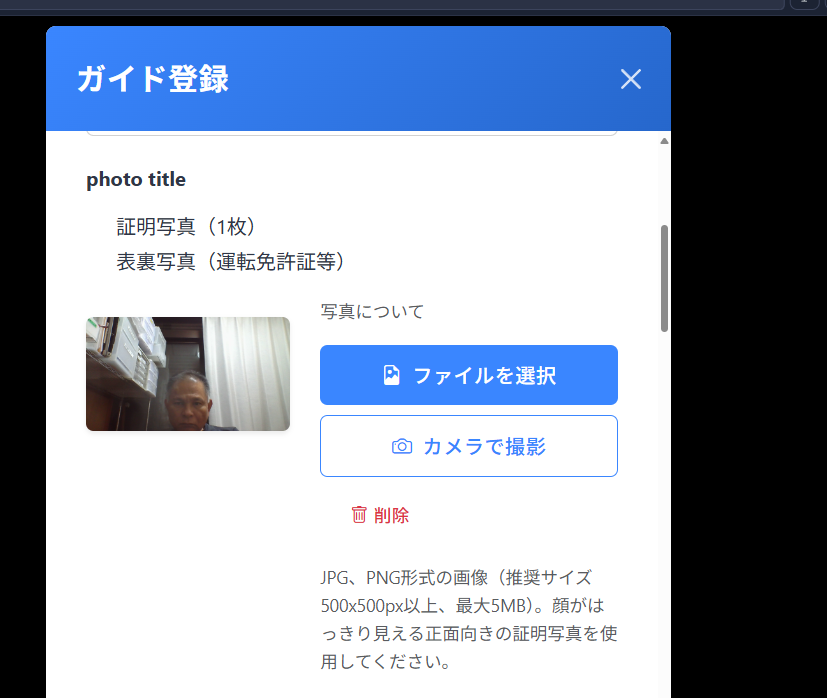 ガイド登録
photo title
証明写真（1枚）
表裏写真（運転免許証等）
写真について
ファイルを選択
カメラで撮影
削除
JPG、PNG形式の画像（推奨サイズ
500x500px以上、最大5MB）。顔がは
っきり見える正面向きの証明写真を使
用してください。